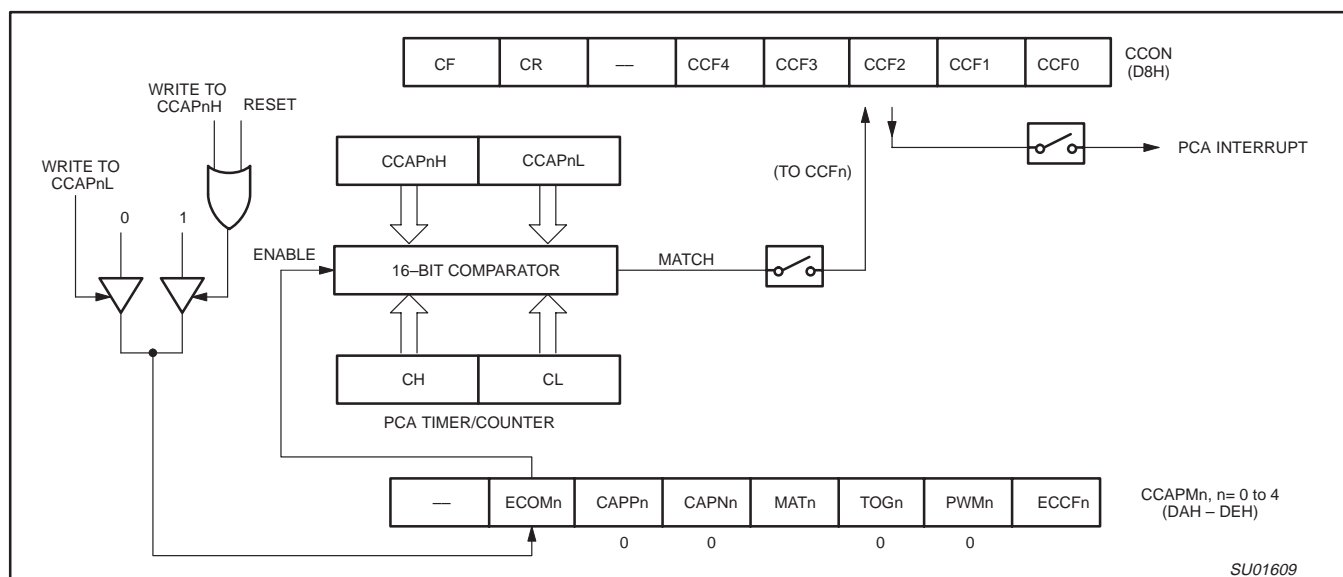 CF CR — CCF4 CCF3 CCF2 CCF1 CCF0 CCON
(D8H)
WRITE TO
CCAPnH RESET
CCAPnH CCAPnL
PCA INTERRUPT
(TO CCFn)
WRITE TO
CCAPnL
0 1
ENABLE
16–BIT COMPARATOR
MATCH
CH CL
PCA TIMER/COUNTER
— ECOMn CAPPn CAPNn MATn TOGn PWMn ECCFn
CCAPMn, n= 0 to 4
(DAH – DEH)
0 0 0 0
SU01609